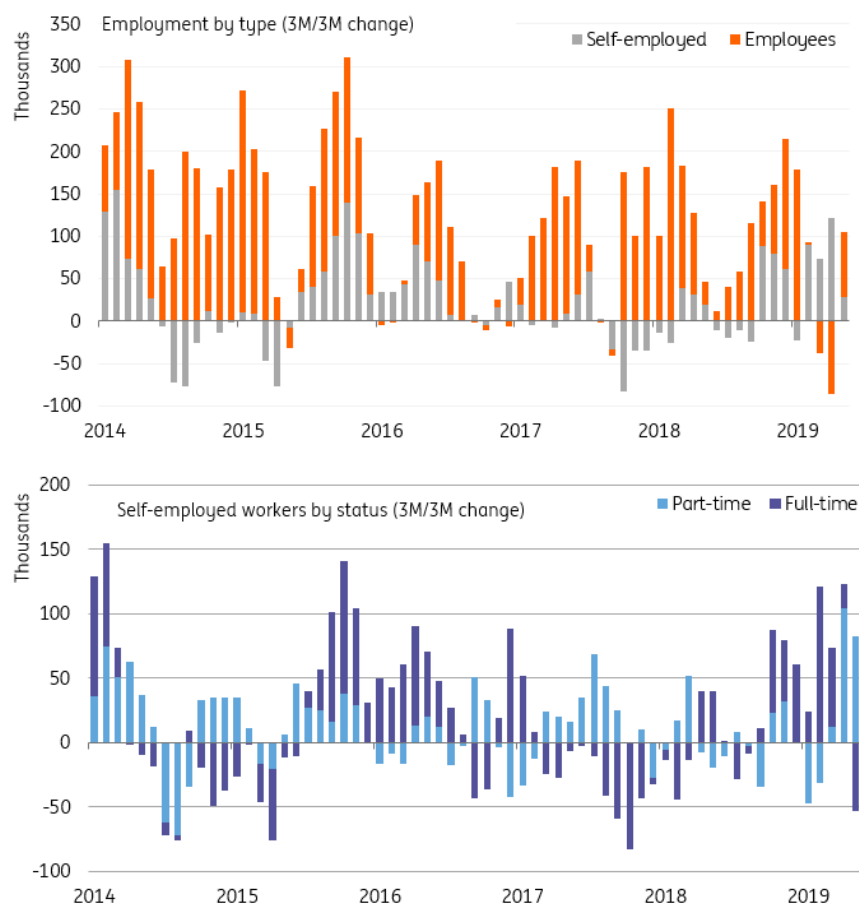 Employment by type (3M/3M change)
Self-employed Employees
Thousands
350
300
250
200
150
100
50
0
-50
-100
2014 2015 2016 2017 2018 2019
Self-employed workers by status (3M/3M change)
Part-time Full-time
Thousands
200
150
100
50
0
-50
-100
2014 2015 2016 2017 2018 2019